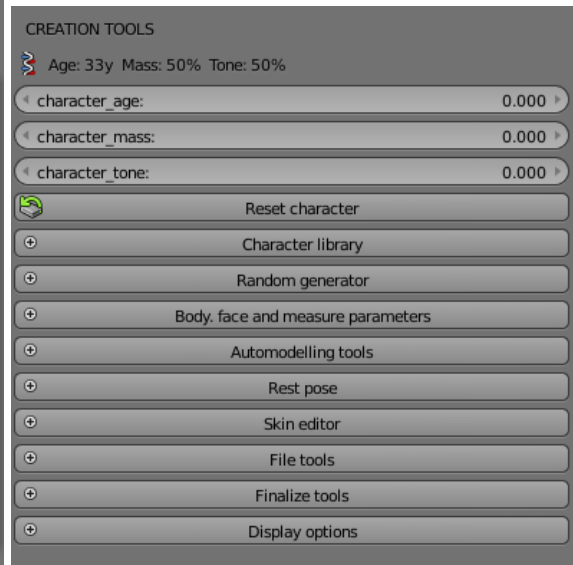 CREATION TOOLS
Age: 33y Mass: 50% Tone: 50%
character_age: 0.000
character_mass: 0.000
character_tone: 0.000
Reset character
Character library
Random generator
Body. face and measure parameters
Automodelling tools
Rest pose
Skin editor
File tools
Finalize tools
Display options